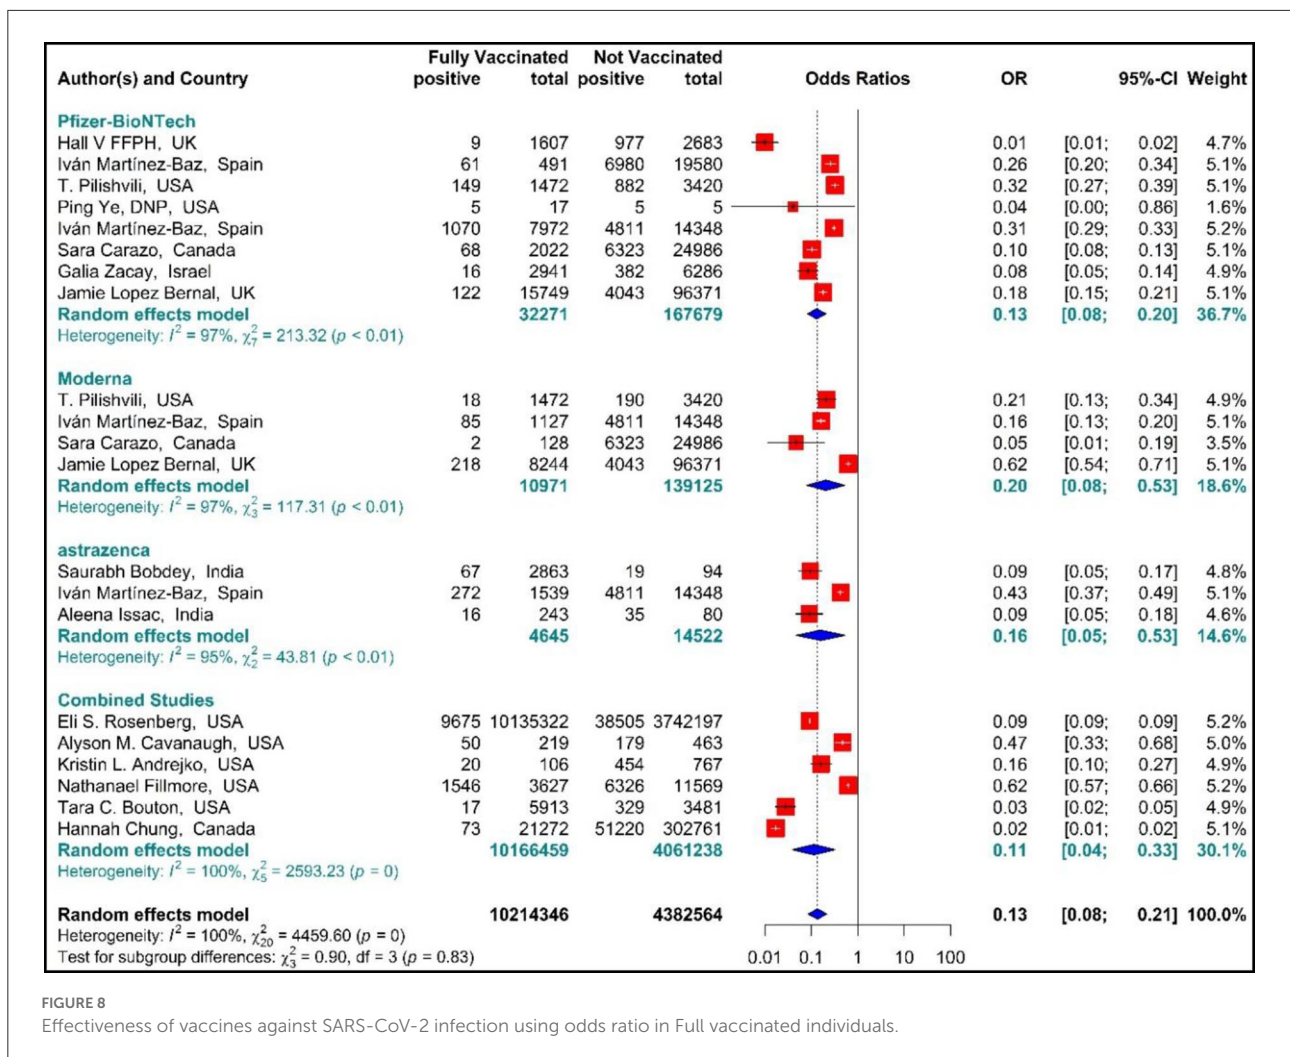 Fully Vaccinated Not Vaccinated
Author(s) and Country positive total positive total Odds Ratios OR 95%-CI Weight
Pfizer-BioNTech
Hall V FFPH, UK 9 1607 977 2683 0.01 [0.01; 0.02] 4.7%
Iván Martínez-Baz, Spain 61 491 6980 19580 0.26 [0.20; 0.34] 5.1%
T. Pilishvili, USA 149 1472 882 3420 0.32 [0.27; 0.39] 5.1%
Ping Ye, DNP, USA 5 17 5 5 0.04 [0.00; 0.86] 1.6%
Iván Martínez-Baz, Spain 1070 7972 4811 14348 0.31 [0.29; 0.33] 5.2%
Sara Carazo, Canada 68 2022 6323 24986 0.10 [0.08; 0.13] 5.1%
Galia Zacay, Israel 16 2941 382 6286 0.08 [0.05; 0.14] 4.9%
Jamie Lopez Bernal, UK 122 15749 4043 96371 0.18 [0.15; 0.21] 5.1%
Random effects model 32271 167679 0.13 [0.08; 0.20] 36.7%
Heterogeneity: I² = 97%, χ²₇ = 213.32 (p < 0.01)
Moderna
T. Pilishvili, USA 18 1472 190 3420 0.21 [0.13; 0.34] 4.9%
Iván Martínez-Baz, Spain 85 1127 4811 14348 0.16 [0.13; 0.20] 5.1%
Sara Carazo, Canada 2 128 6323 24986 0.05 [0.01; 0.19] 3.5%
Jamie Lopez Bernal, UK 218 8244 4043 96371 0.62 [0.54; 0.71] 5.1%
Random effects model 10971 139125 0.20 [0.08; 0.53] 18.6%
Heterogeneity: I² = 97%, χ²₃ = 117.31 (p < 0.01)
astrazenca
Saurabh Bobdey, India 67 2863 19 94 0.09 [0.05; 0.17] 4.8%
Iván Martínez-Baz, Spain 272 1539 4811 14348 0.43 [0.37; 0.49] 5.1%
Aleena Issac, India 16 243 35 80 0.09 [0.05; 0.18] 4.6%
Random effects model 4645 14522 0.16 [0.05; 0.53] 14.6%
Heterogeneity: I² = 95%, χ²₂ = 43.81 (p < 0.01)
Combined Studies
Eli S. Rosenberg, USA 9675 10135322 38505 3742197 0.09 [0.09; 0.09] 5.2%
Alyson M. Cavanaugh, USA 50 219 179 463 0.47 [0.33; 0.68] 5.0%
Kristin L. Andrejko, USA 20 106 454 767 0.16 [0.10; 0.27] 4.9%
Nathanael Fillmore, USA 1546 3627 6326 11569 0.62 [0.57; 0.66] 5.2%
Tara C. Bouton, USA 17 5913 329 3481 0.03 [0.02; 0.05] 4.9%
Hannah Chung, Canada 73 21272 51220 302761 0.02 [0.01; 0.02] 5.1%
Random effects model 10166459 4061238 0.11 [0.04; 0.33] 30.1%
Heterogeneity: I² = 100%, χ²₅ = 2593.23 (p = 0)
Random effects model 10214346 4382564 0.13 [0.08; 0.21] 100.0%
Heterogeneity: I² = 100%, χ²₂₀ = 4459.60 (p = 0)
Test for subgroup differences: χ²₃ = 0.90, df = 3 (p = 0.83)
0.01 0.1 1 10 100
FIGURE 8
Effectiveness of vaccines against SARS-CoV-2 infection using odds ratio in Full vaccinated individuals.